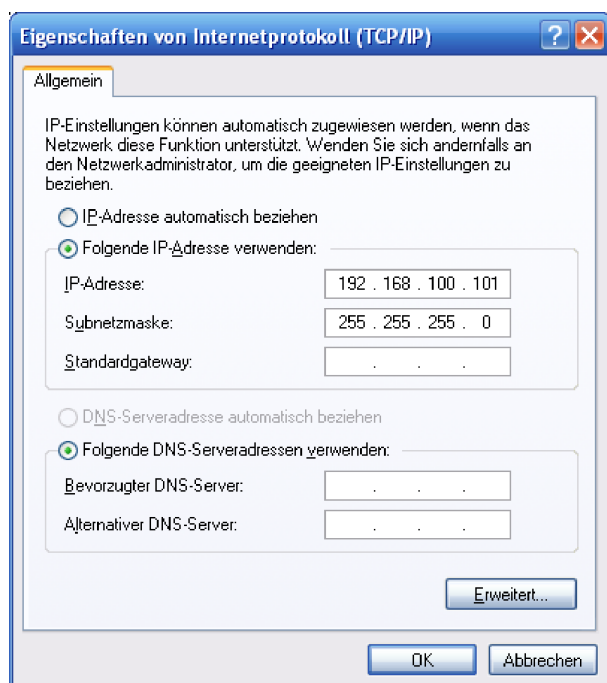 Eigenschaften von Internetprotokoll (TCP/IP)
Allgemein
IP-Einstellungen können automatisch zugewiesen werden, wenn das
Netzwerk diese Funktion unterstützt. Wenden Sie sich andernfalls an
den Netzwerkadministrator, um die geeigneten IP-Einstellungen zu
beziehen.
IP-Adresse automatisch beziehen
Folgende IP-Adresse verwenden:
IP-Adresse: 192 . 168 . 100 . 101
Subnetzmaske: 255 . 255 . 255 . 0
Standardgateway: . . .
DNS-Serveradresse automatisch beziehen
Folgende DNS-Serveradressen verwenden:
Bevorzugter DNS-Server: . . .
Alternativer DNS-Server: . . .
Erweitert...
OK Abbrechen